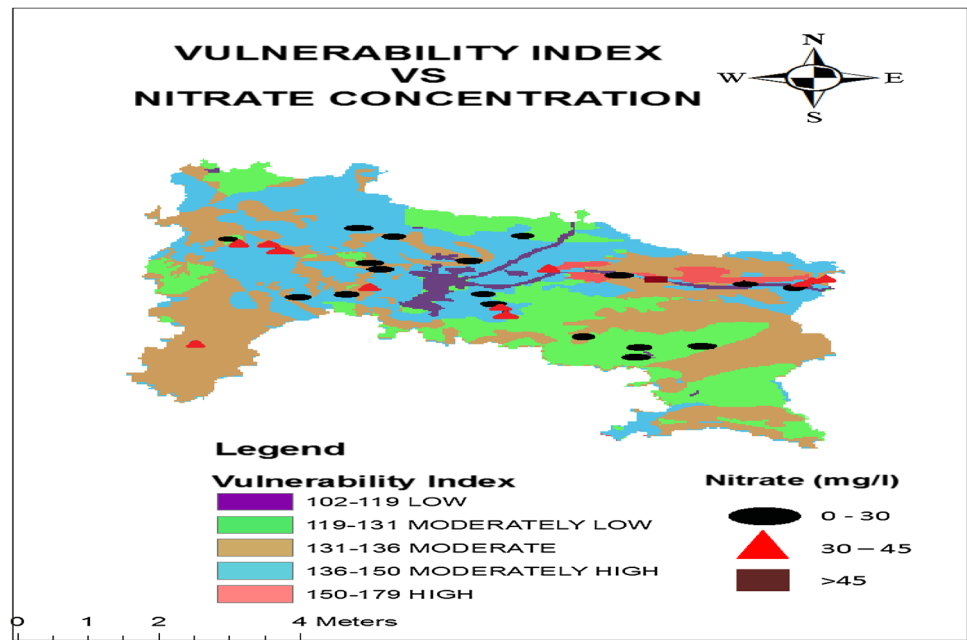 VULNERABILITY INDEX
VS
NITRATE CONCENTRATION
N
W E
S
Legend
Vulnerability Index
102-119 LOW
119-131 MODERATELY LOW
131-136 MODERATE
136-150 MODERATELY HIGH
150-179 HIGH
Nitrate (mg/l)
0 - 30
30 – 45
>45
0 1 2 4 Meters